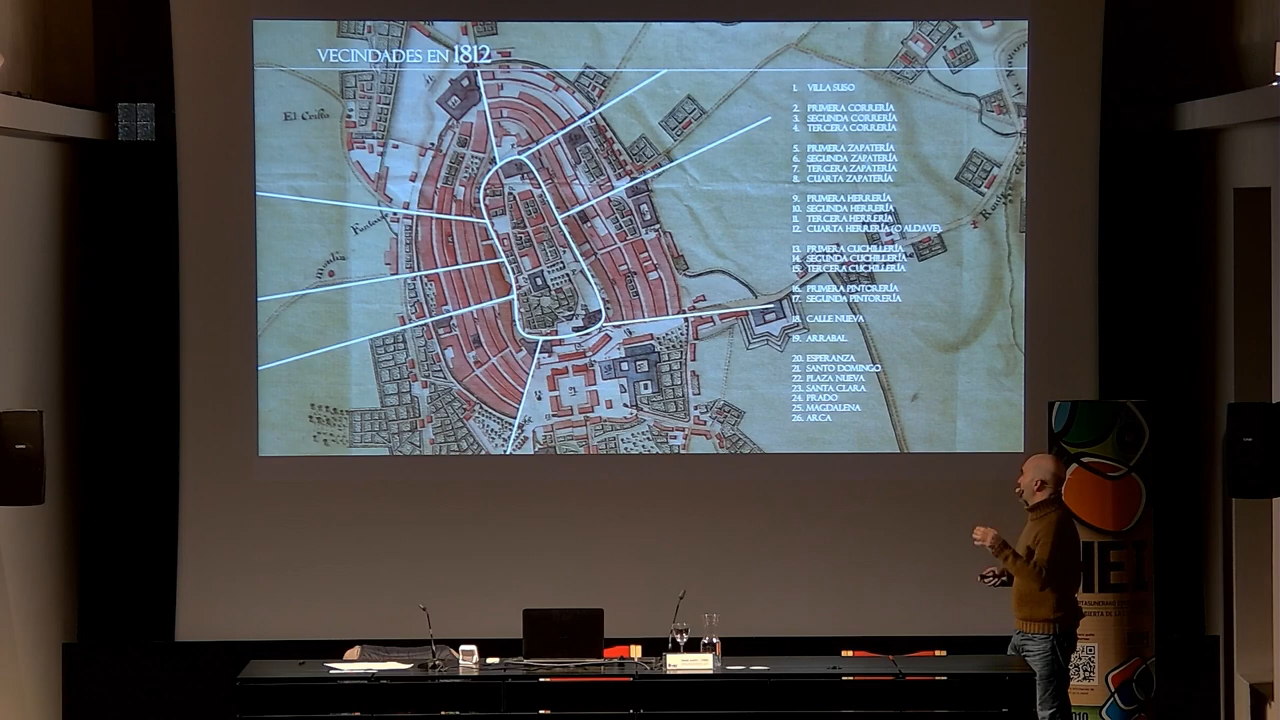 VECINDADES EN 1812
El Cristo
1. VILLA SUSO
2. PRIMERA CORRERÍA
3. SEGUNDA CORRERÍA
4. TERCERA CORRERÍA
5. PRIMERA ZAPATERÍA
6. SEGUNDA ZAPATERÍA
7. TERCERA ZAPATERÍA
8. CUARTA ZAPATERÍA
9. PRIMERA HERRERÍA
10. SEGUNDA HERRERÍA
11. TERCERA HERRERÍA
12. CUARTA HERRERÍA (O ALDAVE)
13. PRIMERA CUCHILLERÍA
14. SEGUNDA CUCHILLERÍA
15. TERCERA CUCHILLERÍA
16. PRIMERA PINTORERÍA
17. SEGUNDA PINTORERÍA
18. CALLE NUEVA
19. ARRABAL
20. ESPERANZA
21. SANTO DOMINGO
22. PLAZA NUEVA
23. SANTA CLARA
24. PRADO
25. MAGDALENA
26. ARCA
HEI